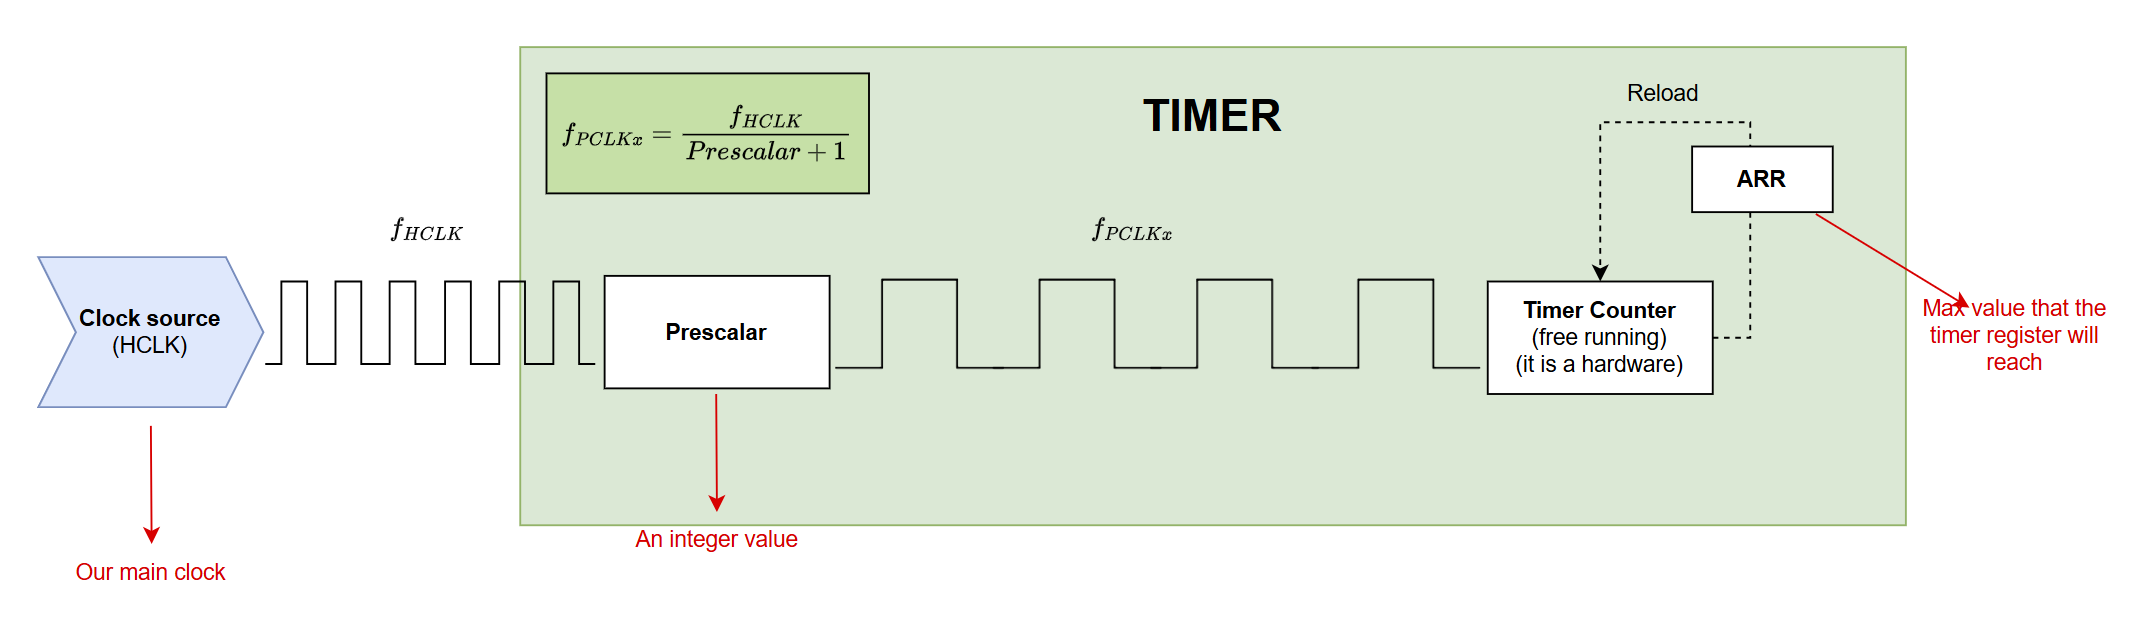 TIMER
Reload
f_{PCLKx} = \frac{f_{HCLK}}{Prescalar + 1}
ARR
f_{HCLK}
f_{PCLKx}
Clock source
(HCLK)
Prescalar
Timer Counter
(free running)
(it is a hardware)
Max value that the
timer register will
reach
An integer value
Our main clock